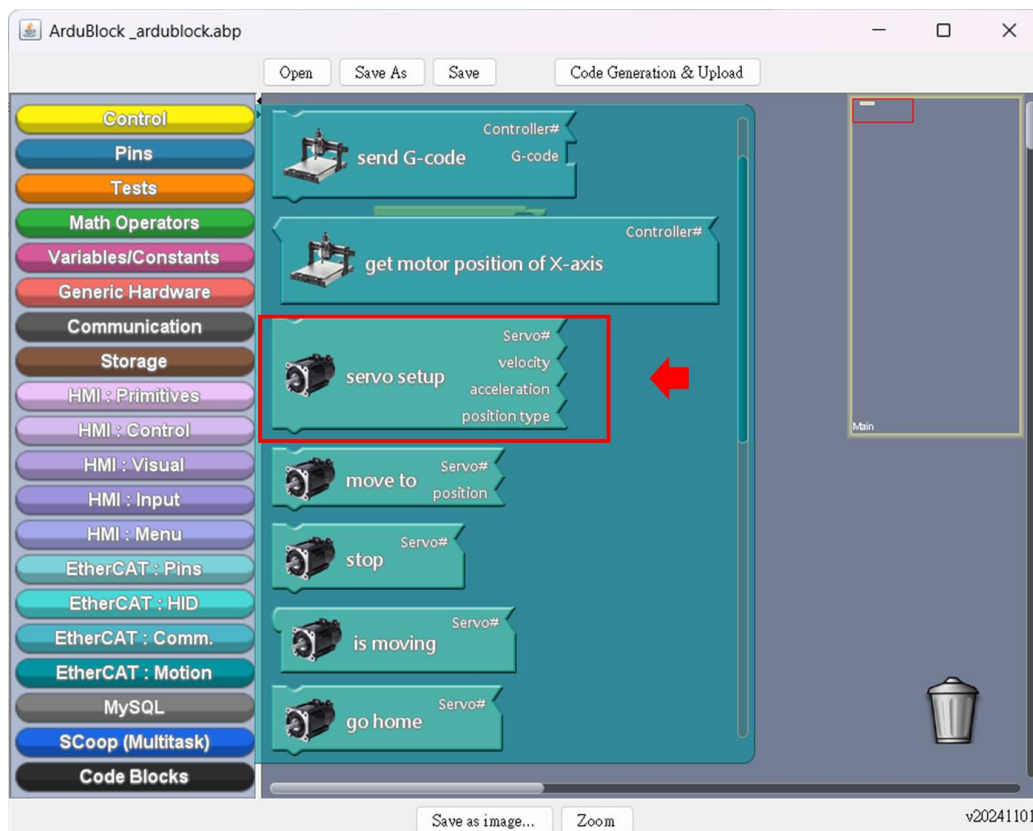 ArduBlock _ardublock.abp
Open Save As Save Code Generation & Upload
Control
Pins
Tests
Math Operators
Variables/Constants
Generic Hardware
Communication
Storage
HMI : Primitives
HMI : Control
HMI : Visual
HMI : Input
HMI : Menu
EtherCAT : Pins
EtherCAT : HID
EtherCAT : Comm.
EtherCAT : Motion
MySQL
SCoop (Multitask)
Code Blocks
Controller#
send G-code G-code
Controller#
get motor position of X-axis
Servo#
velocity
servo setup
acceleration
position type
Servo#
move to
position
Servo#
stop
Servo#
is moving
Servo#
go home
Main
Save as image... Zoom
v20241101